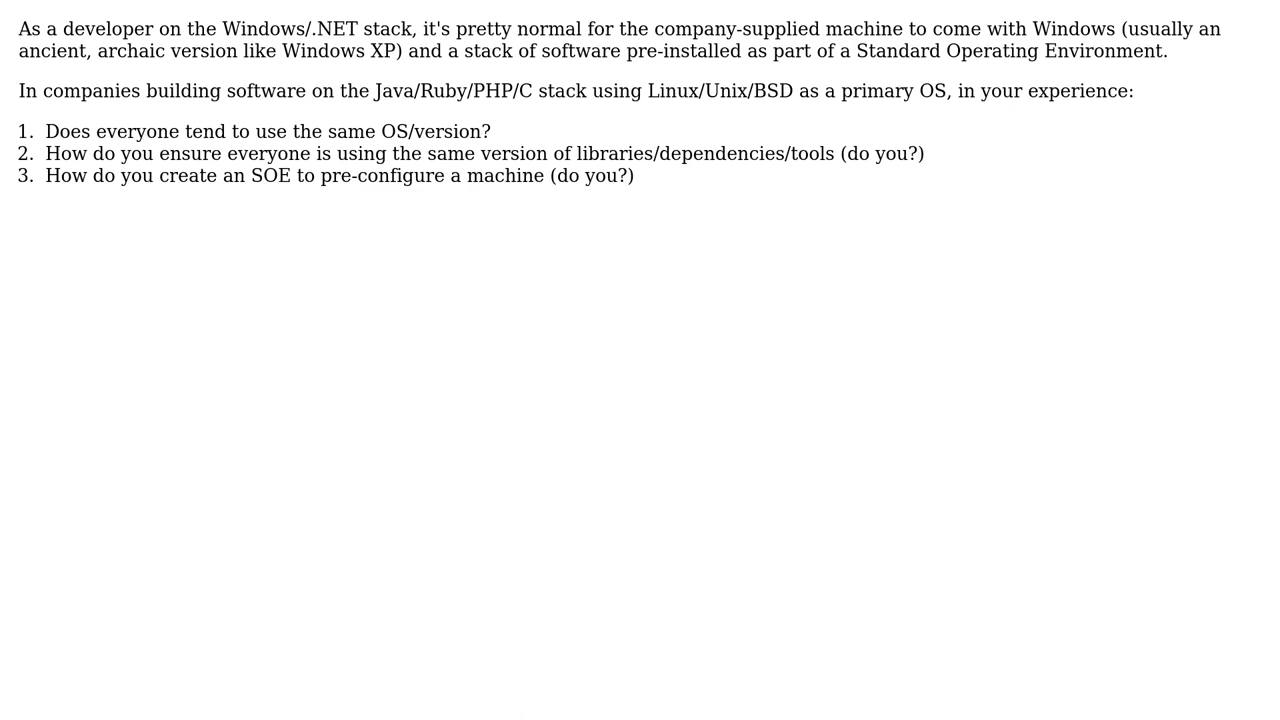 As a developer on the Windows/.NET stack, it's pretty normal for the company-supplied machine to come with Windows (usually an
ancient, archaic version like Windows XP) and a stack of software pre-installed as part of a Standard Operating Environment.
In companies building software on the Java/Ruby/PHP/C stack using Linux/Unix/BSD as a primary OS, in your experience:
1. Does everyone tend to use the same OS/version?
2. How do you ensure everyone is using the same version of libraries/dependencies/tools (do you?)
3. How do you create an SOE to pre-configure a machine (do you?)